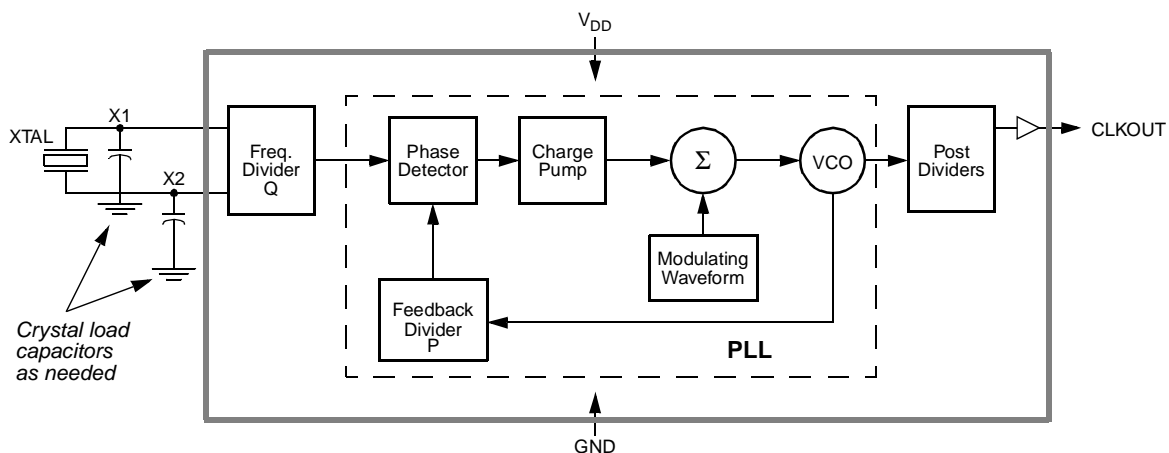 V_DD
X1
XTAL
X2
Freq.
Divider
Q
Phase
Detector
Charge
Pump
Σ
VCO
Post
Dividers
CLKOUT
Modulating
Waveform
Feedback
Divider
P
PLL
Crystal load
capacitors
as needed
GND